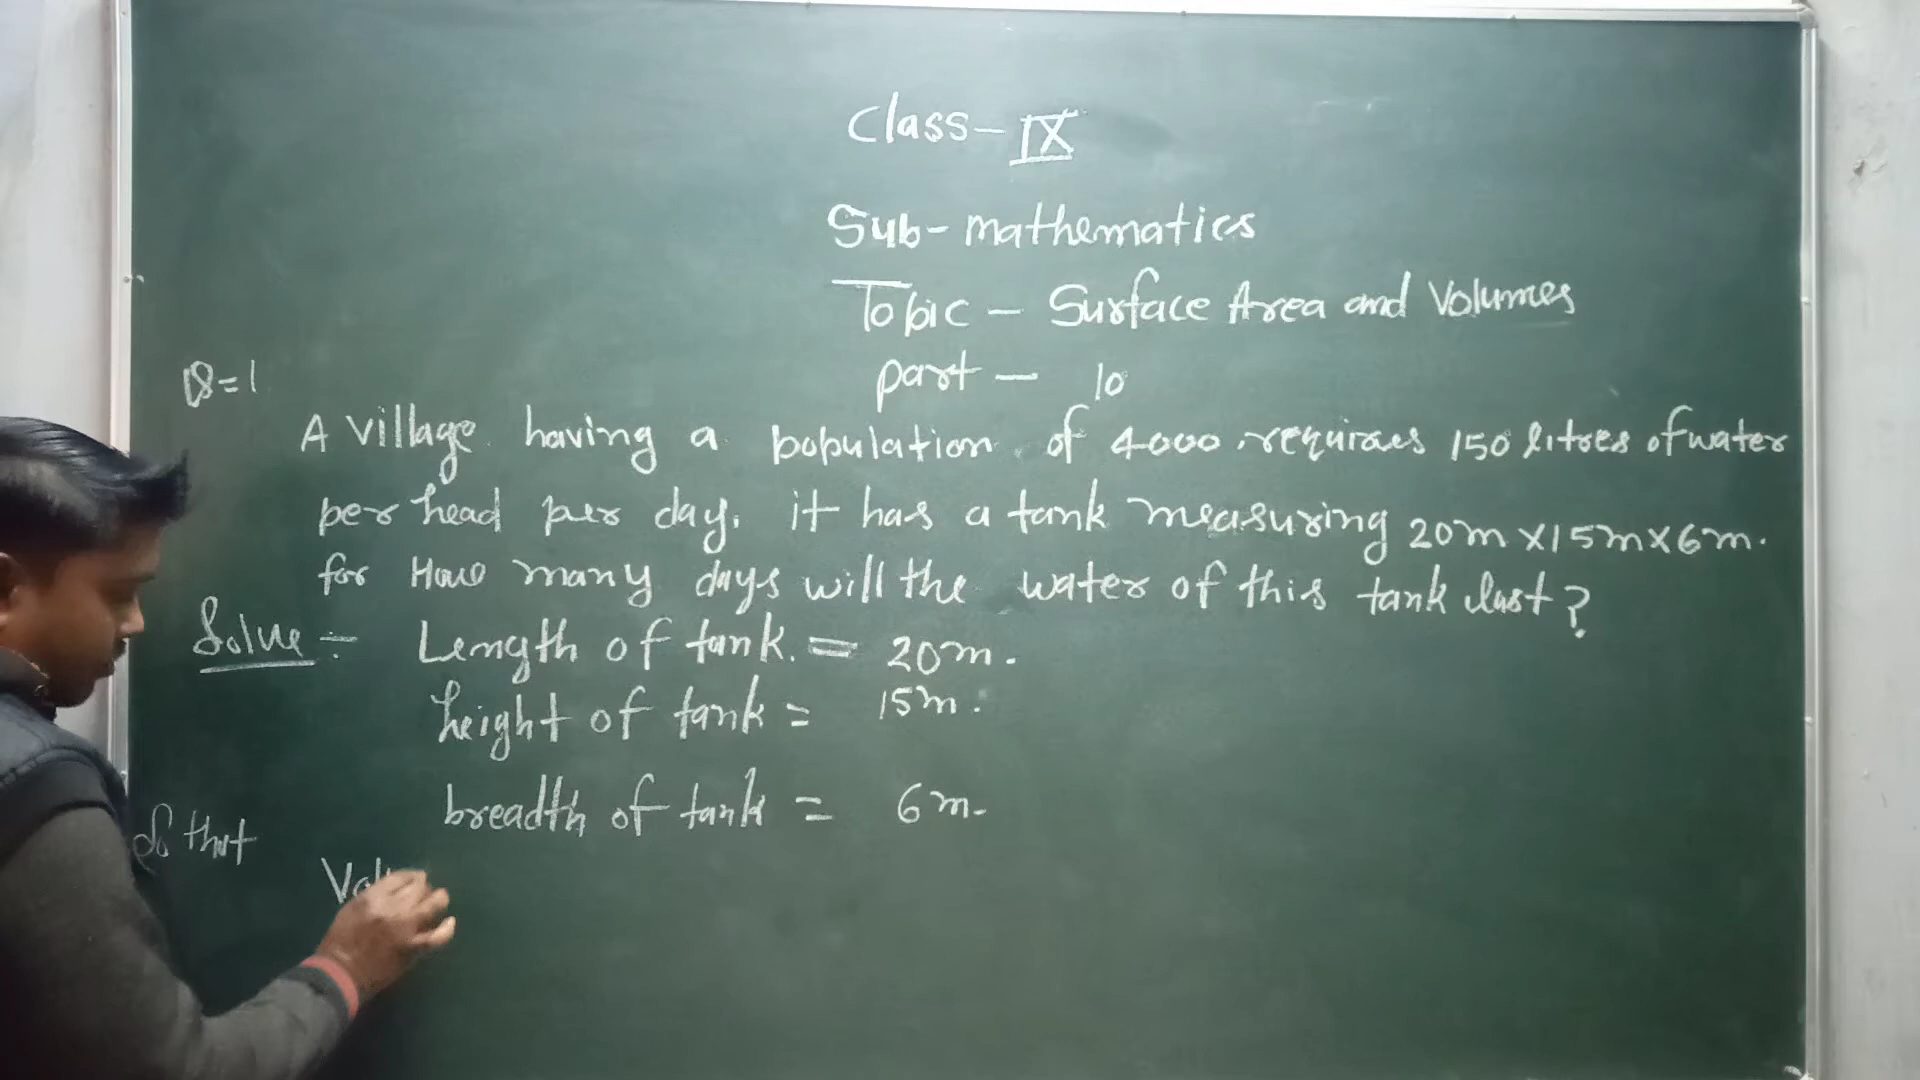 Class - IX
Sub - mathematics
Topic - Surface Area and Volumes
part - 10
Q=1
A village having a population of 4000 requires 150 litres of water
per head per day. it has a tank measuring 20m x 15m x 6m.
for How many days will the water of this tank last?
Solve ÷ Length of tank. = 20m.
height of tank = 15m.
breadth of tank = 6m.
So that